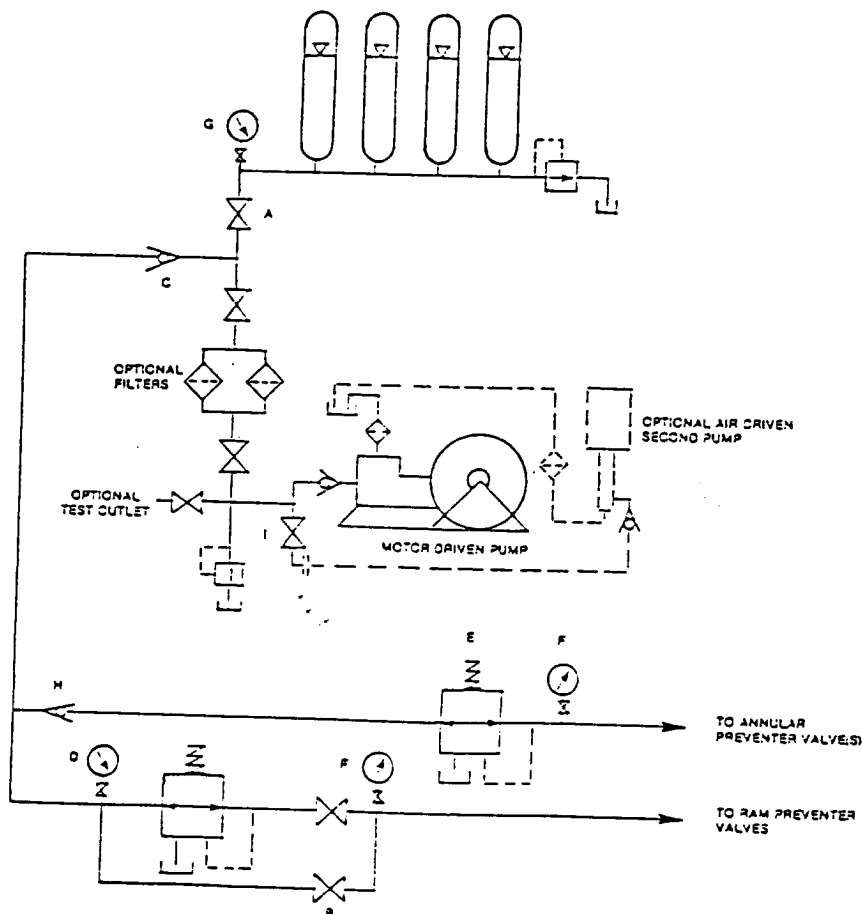 G
A
C
OPTIONAL
FILTERS
OPTIONAL AIR DRIVEN
SECOND PUMP
OPTIONAL
TEST OUTLET
I
MOTOR DRIVEN PUMP
E
F
H
TO ANNULAR
PREVENTER VALVE(S)
D
F
TO RAM PREVENTER
VALVES
B